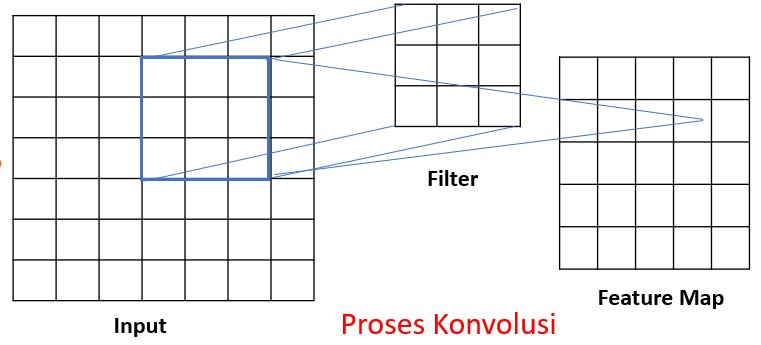 Filter
Feature Map
Input
Proses Konvolusi